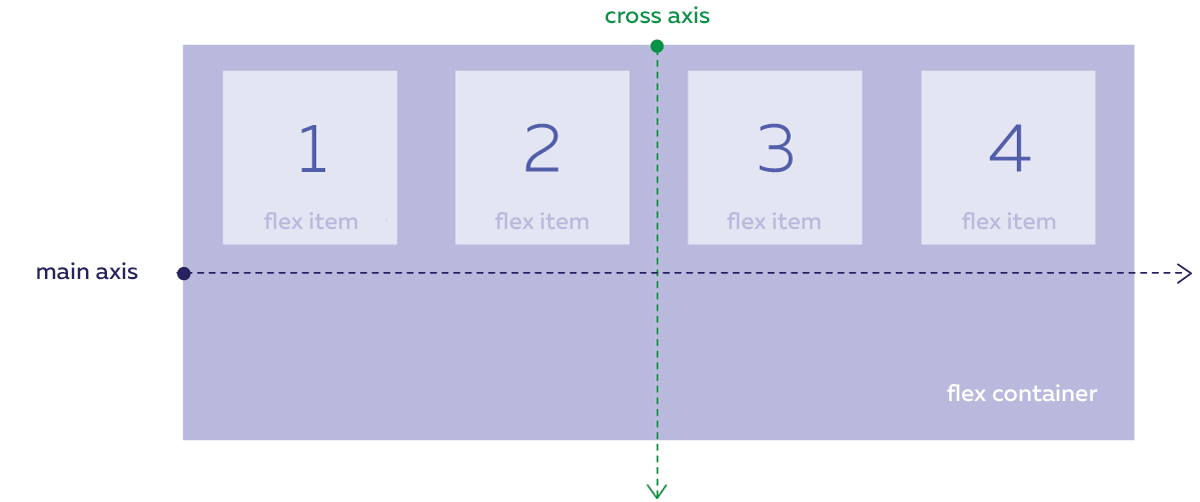 cross axis
1
2
3
4
flex item
flex item
flex item
flex item
main axis
flex container